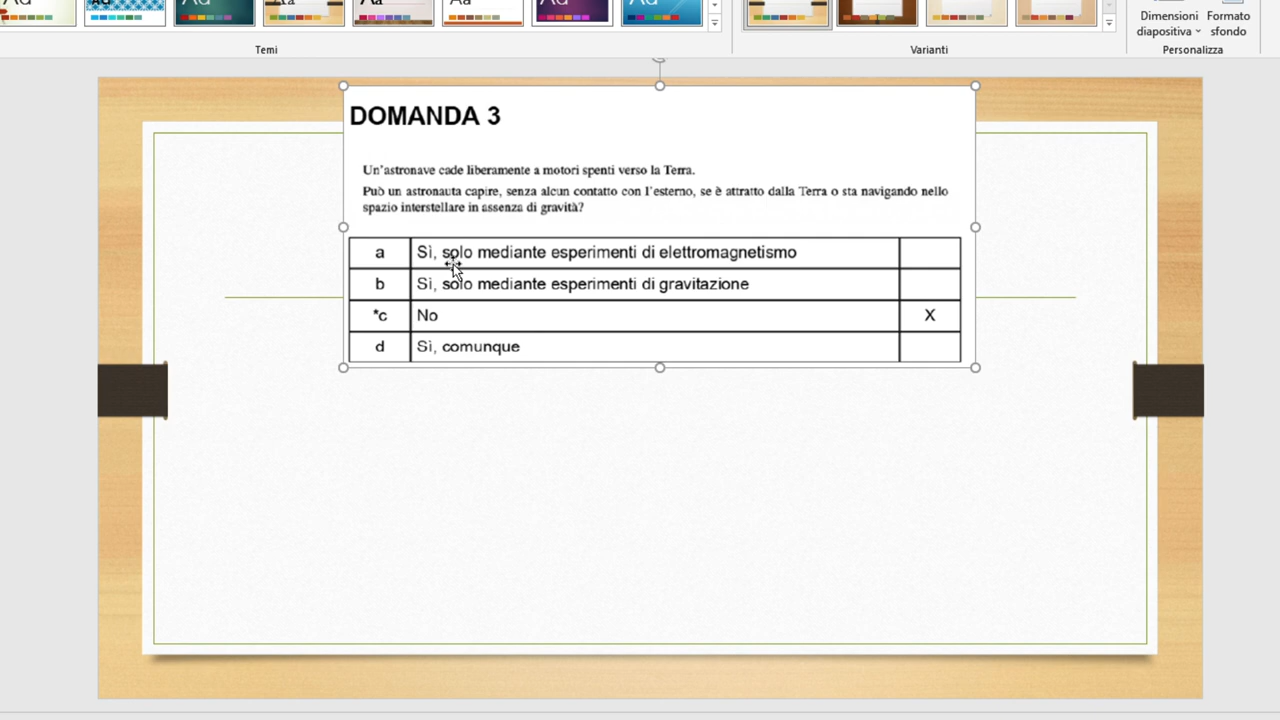 Aa
Aa
Temi
Varianti
Dimensioni
diapositiva
Formato
sfondo
Personalizza
DOMANDA 3
Un'astronave cade liberamente a motori spenti verso la Terra.
Può un astronauta capire, senza alcun contatto con l'esterno, se è attratto dalla Terra o sta navigando nello
spazio interstellare in assenza di gravità?
a Sì, solo mediante esperimenti di elettromagnetismo
b Sì, solo mediante esperimenti di gravitazione
*c No X
d Sì, comunque